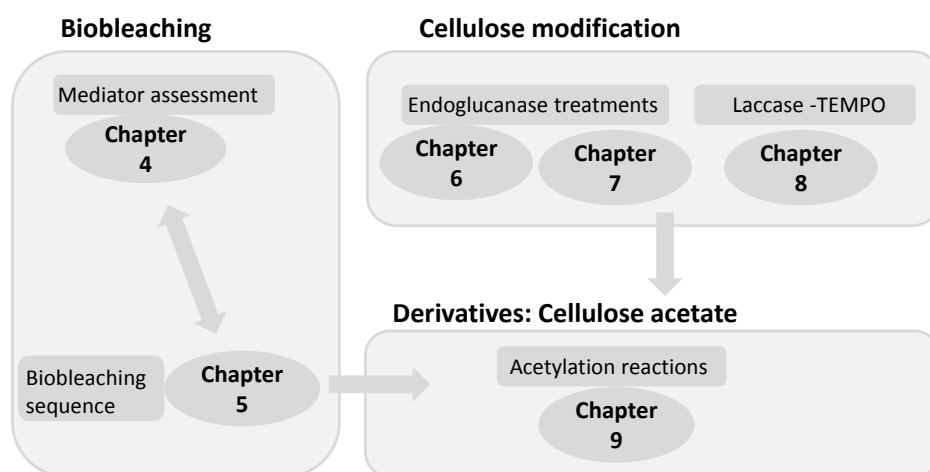 Biobleaching
Mediator assessment
Chapter
4
Biobleaching
sequence
Chapter
5
Cellulose modification
Endoglucanase treatments
Chapter
6
Chapter
7
Laccase -TEMPO
Chapter
8
Derivatives: Cellulose acetate
Acetylation reactions
Chapter
9